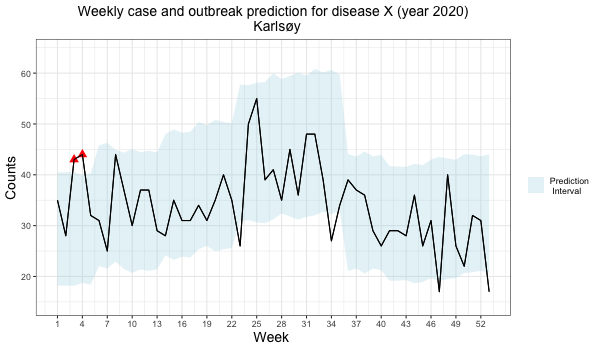 Weekly case and outbreak prediction for disease X (year 2020)
Karlsøy
Counts
60
50
40
30
20
1 4 7 10 13 16 19 22 25 28 31 34 37 40 43 46 49 52
Week
Prediction
Interval